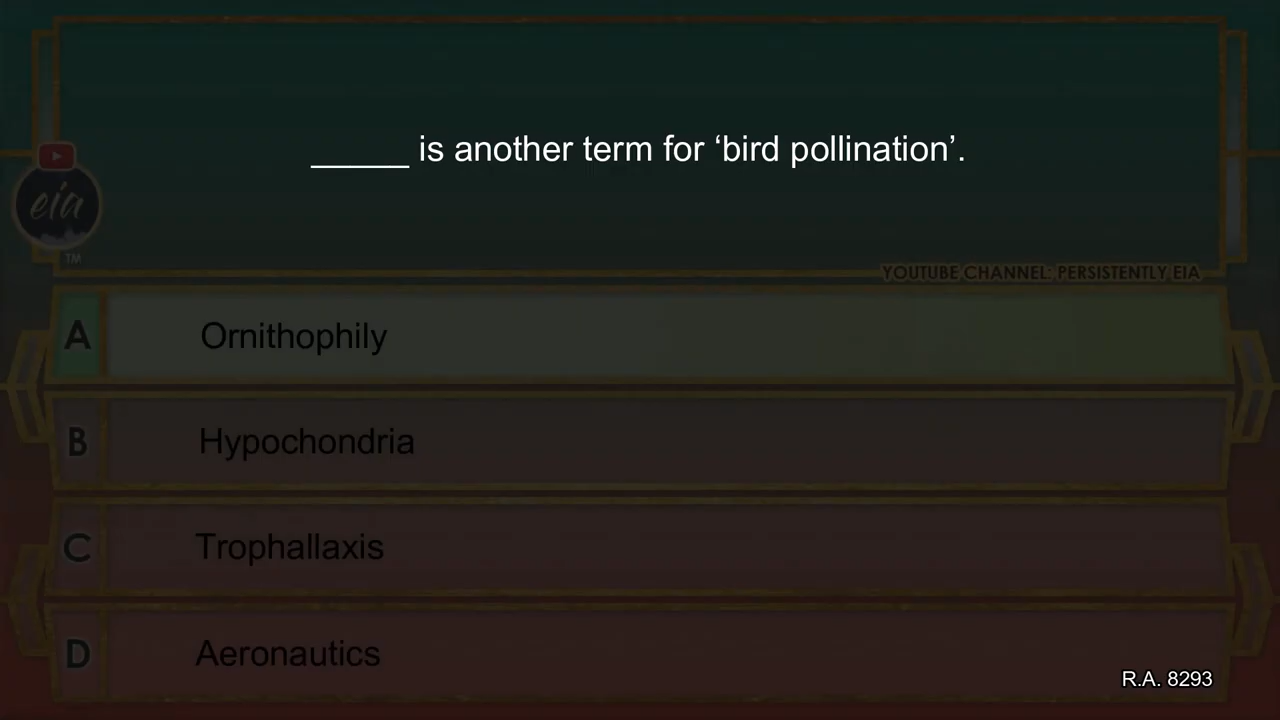 _____ is another term for ‘bird pollination’.
eia
TM
YOUTUBE CHANNEL: PERSISTENTLY EIA
A Ornithophily
B Hypochondria
C Trophallaxis
D Aeronautics
R.A. 8293